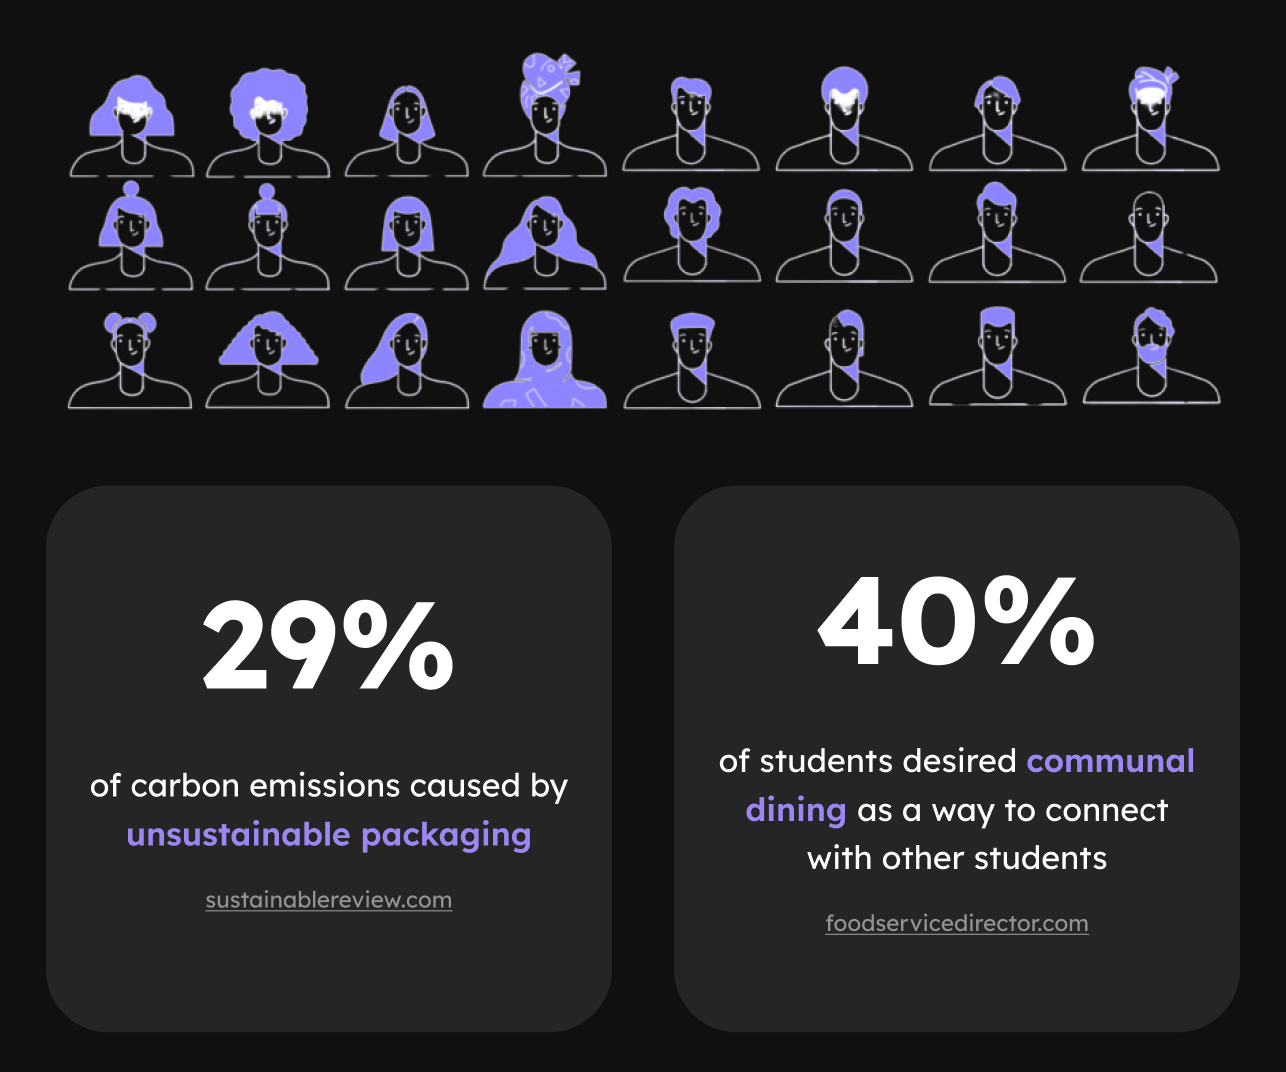 29%
of carbon emissions caused by
unsustainable packaging
sustainablereview.com
40%
of students desired communal
dining as a way to connect
with other students
foodservicedirector.com